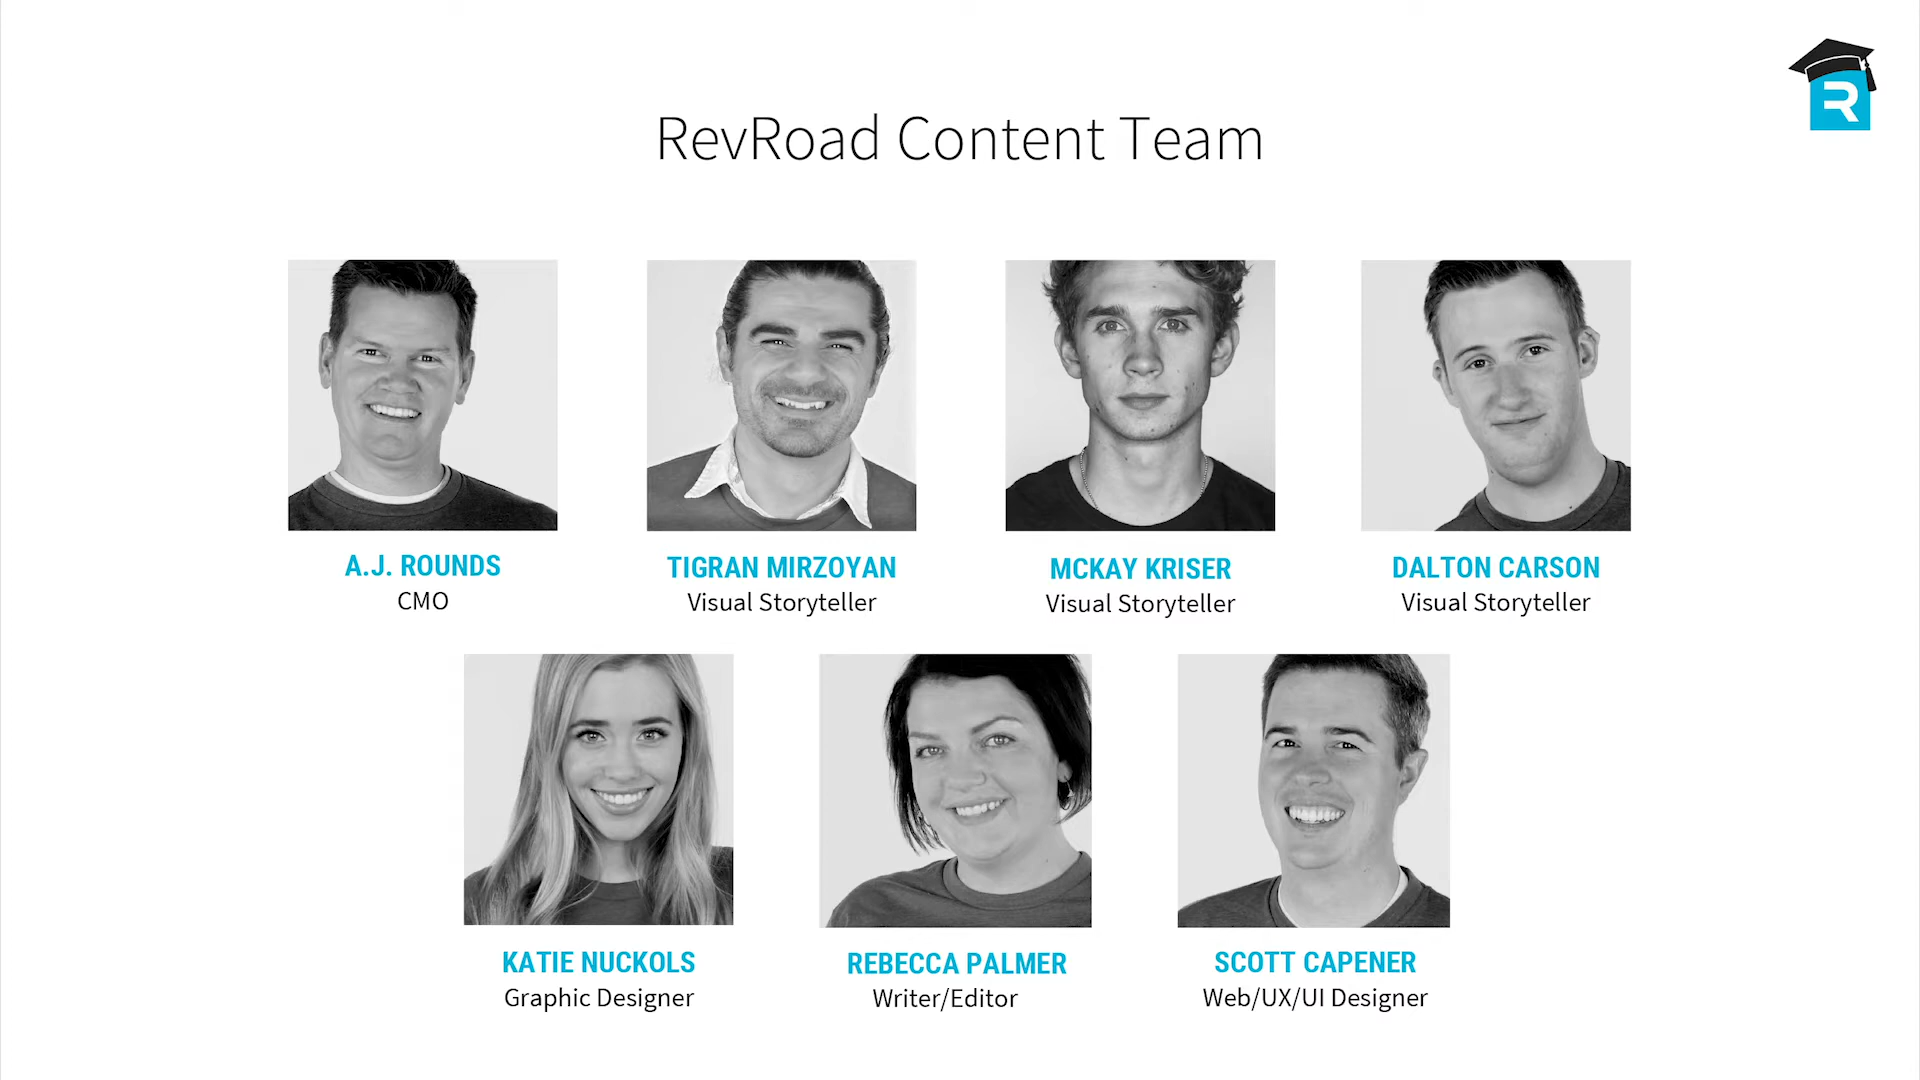 RevRoad Content Team
R
A.J. ROUNDS
CMO
TIGRAN MIRZOYAN
Visual Storyteller
MCKAY KRISER
Visual Storyteller
DALTON CARSON
Visual Storyteller
KATIE NUCKOLS
Graphic Designer
REBECCA PALMER
Writer/Editor
SCOTT CAPENER
Web/UX/UI Designer